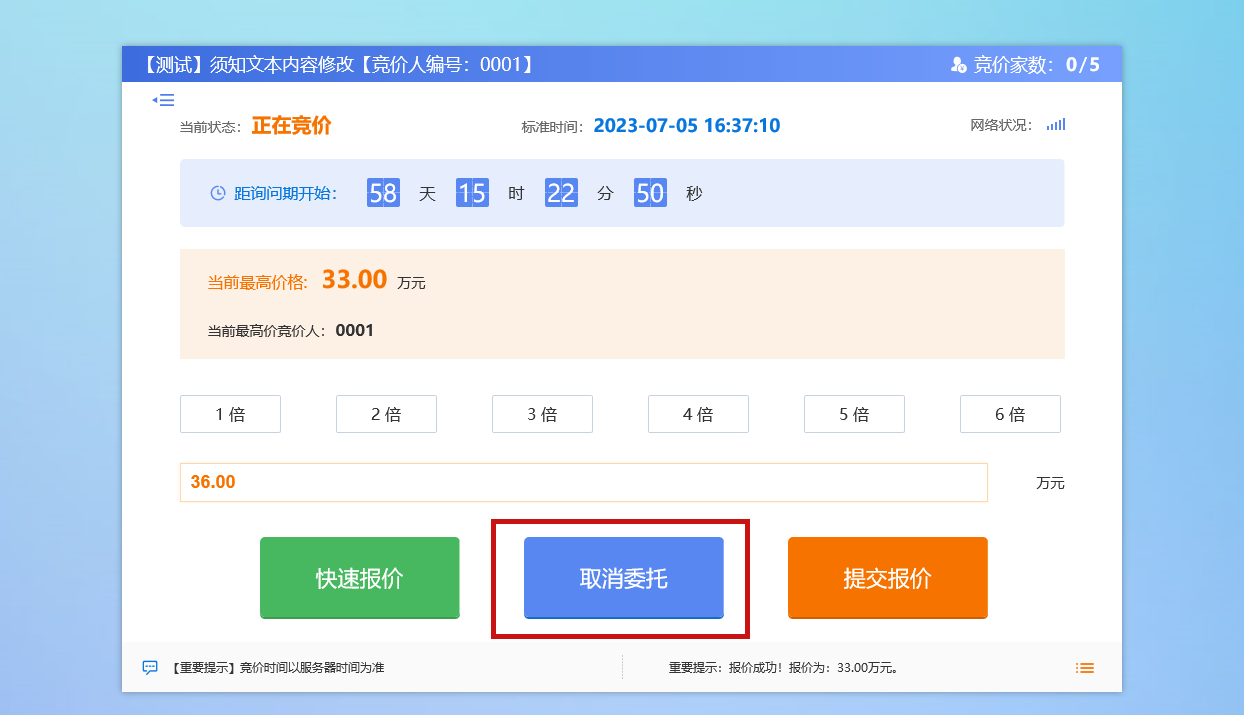 【测试】须知文本内容修改【竞价人编号：0001】
竞价家数：0/5
当前状态：正在竞价
标准时间：2023-07-05 16:37:10
网络状况：
距询问期开始：58 天 15 时 22 分 50 秒
当前最高价格：33.00 万元
当前最高价竞价人：0001
1 倍 2 倍 3 倍 4 倍 5 倍 6 倍
36.00 万元
快速报价 取消委托 提交报价
【重要提示】竞价时间以服务器时间为准
重要提示：报价成功！报价为：33.00万元。